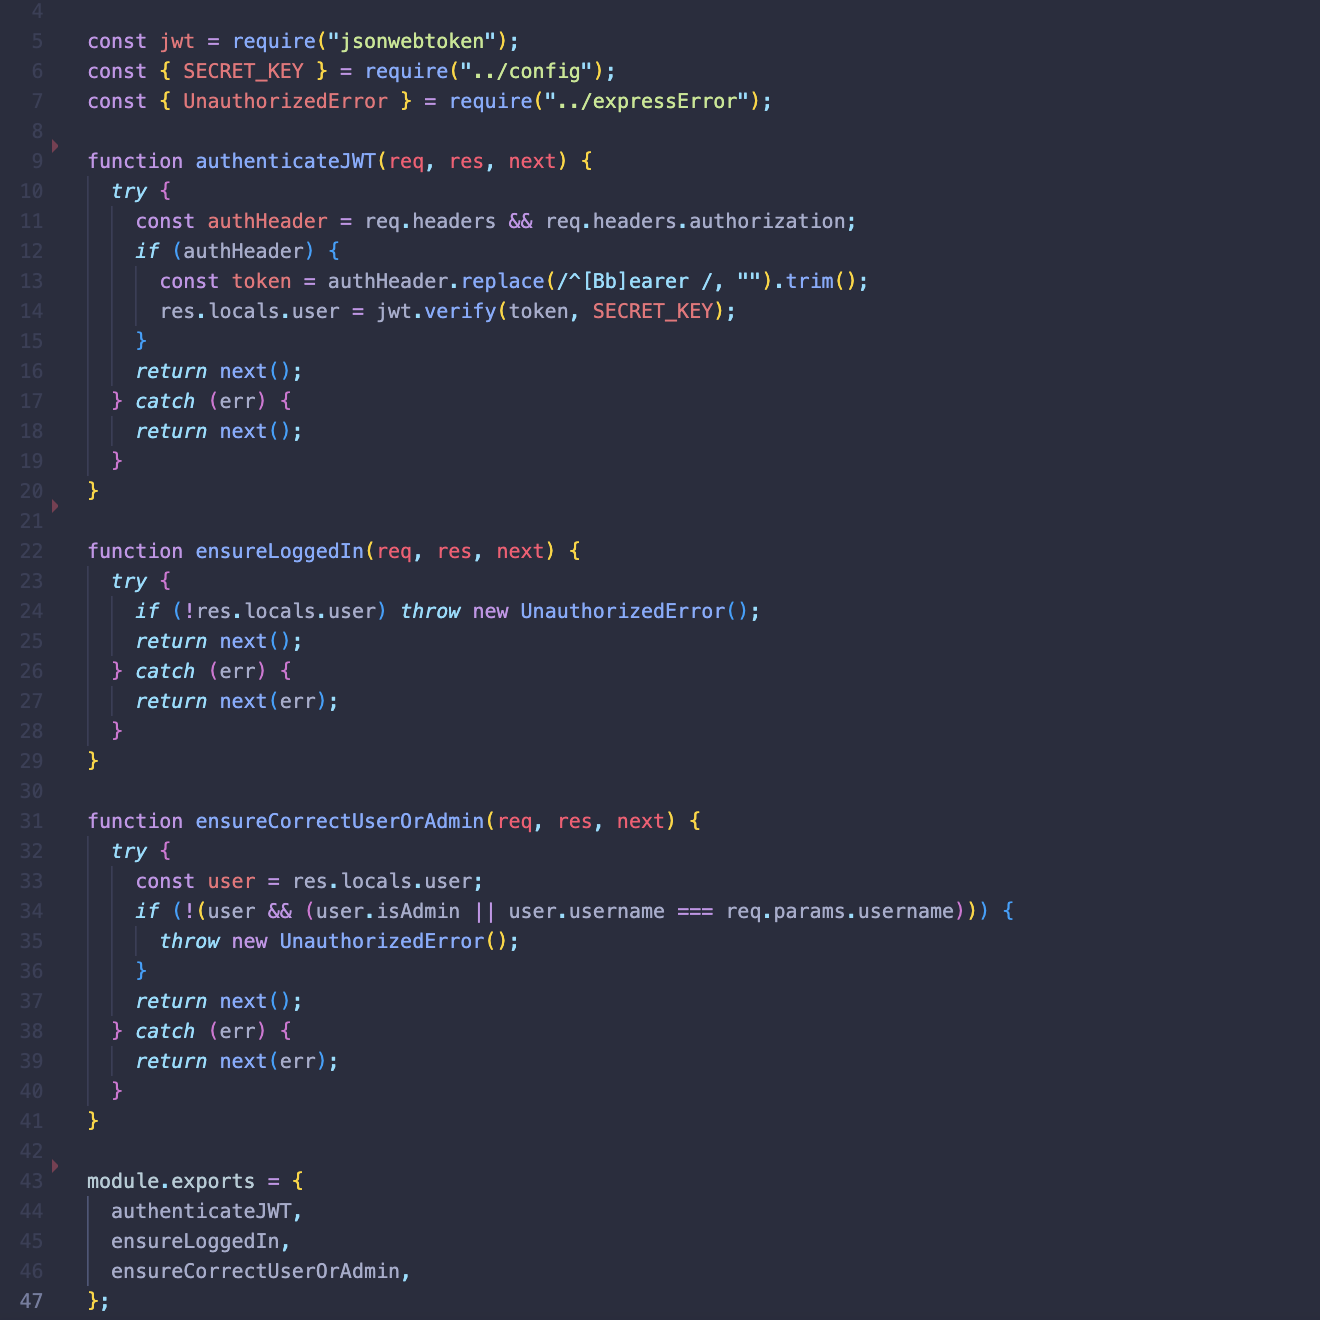 4
5 const jwt = require("jsonwebtoken");
6 const { SECRET_KEY } = require("../config");
7 const { UnauthorizedError } = require("../expressError");
8
9 function authenticateJWT(req, res, next) {
10 try {
11 const authHeader = req.headers && req.headers.authorization;
12 if (authHeader) {
13 const token = authHeader.replace(/^[Bb]earer /, "").trim();
14 res.locals.user = jwt.verify(token, SECRET_KEY);
15 }
16 return next();
17 } catch (err) {
18 return next();
19 }
20 }
21
22 function ensureLoggedIn(req, res, next) {
23 try {
24 if (!res.locals.user) throw new UnauthorizedError();
25 return next();
26 } catch (err) {
27 return next(err);
28 }
29 }
30
31 function ensureCorrectUserOrAdmin(req, res, next) {
32 try {
33 const user = res.locals.user;
34 if (!(user && (user.isAdmin || user.username === req.params.username))) {
35 throw new UnauthorizedError();
36 }
37 return next();
38 } catch (err) {
39 return next(err);
40 }
41 }
42
43 module.exports = {
44 authenticateJWT,
45 ensureLoggedIn,
46 ensureCorrectUserOrAdmin,
47 };